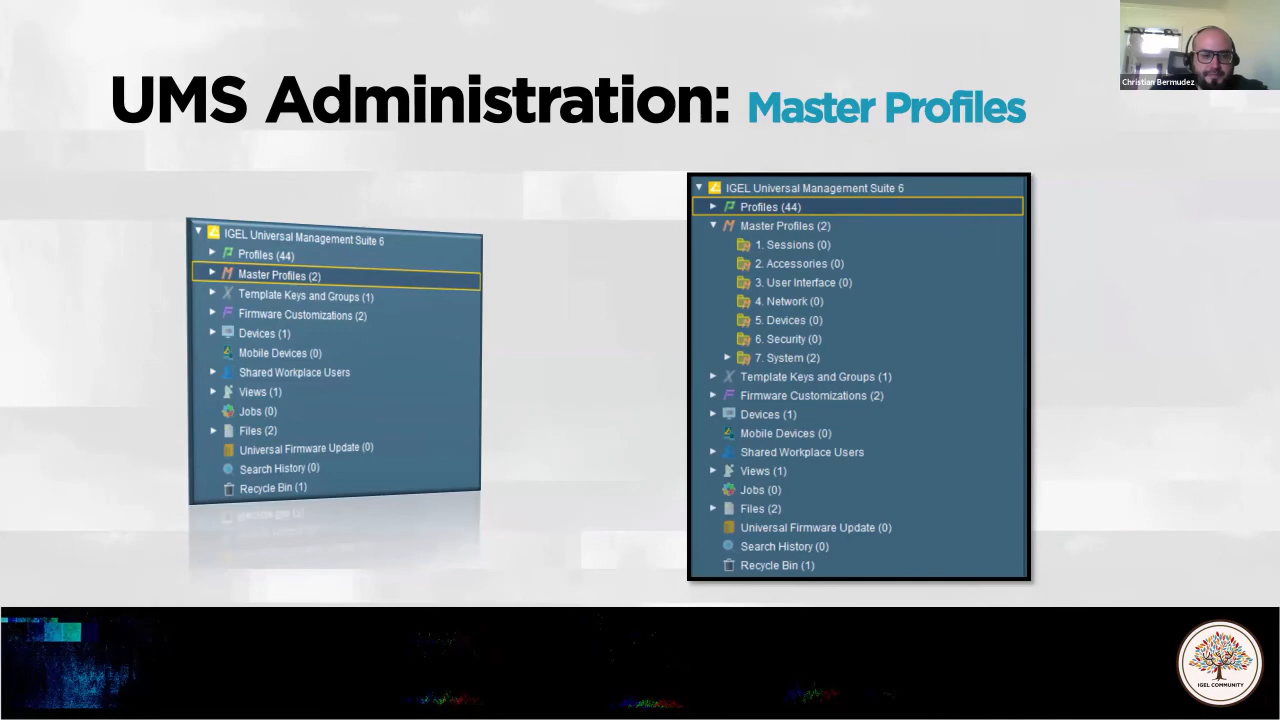 UMS Administration: Master Profiles
Christian Bermudez
IGEL Universal Management Suite 6
Profiles (44)
Master Profiles (2)
Template Keys and Groups (1)
Firmware Customizations (2)
Devices (1)
Mobile Devices (0)
Shared Workplace Users
Views (1)
Jobs (0)
Files (2)
Universal Firmware Update (0)
Search History (0)
Recycle Bin (1)
IGEL Universal Management Suite 6
Profiles (44)
Master Profiles (2)
1. Sessions (0)
2. Accessories (0)
3. User Interface (0)
4. Network (0)
5. Devices (0)
6. Security (0)
7. System (2)
Template Keys and Groups (1)
Firmware Customizations (2)
Devices (1)
Mobile Devices (0)
Shared Workplace Users
Views (1)
Jobs (0)
Files (2)
Universal Firmware Update (0)
Search History (0)
Recycle Bin (1)
IGEL COMMUNITY